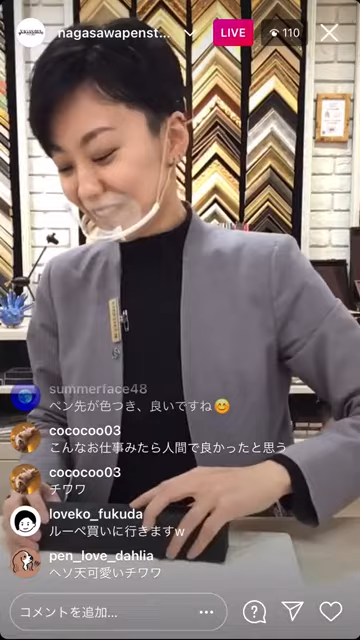 nagasawapenst...
LIVE
110
summerface48
ペン先が色つき、良いですね😊
cococoo03
こんなお仕事みたら人間で良かったと思う
cococoo03
チワワ
loveko_fukuda
ルーペ買いに行きますw
pen_love_dahlia
ヘソ天可愛いチワワ
コメントを追加...